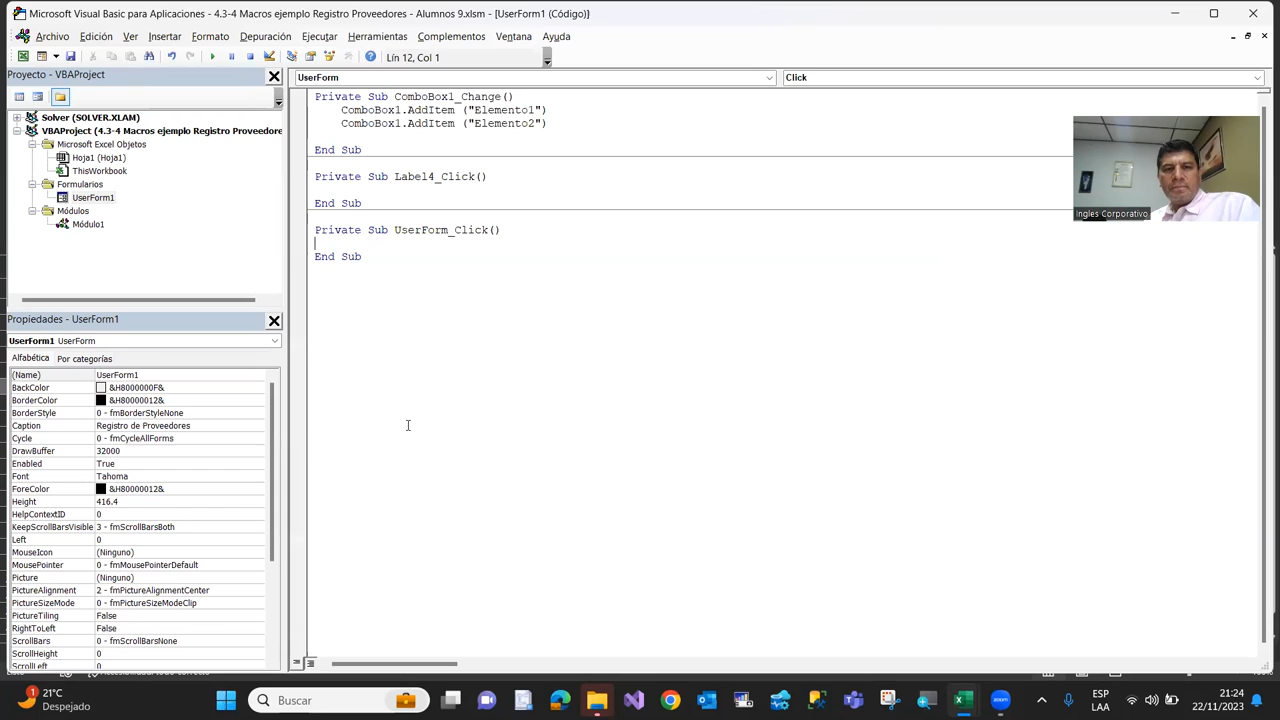 Microsoft Visual Basic para Aplicaciones - 4.3-4 Macros ejemplo Registro Proveedores - Alumnos 9.xlsm - [UserForm1 (Código)]
Archivo Edición Ver Insertar Formato Depuración Ejecutar Herramientas Complementos Ventana Ayuda
Lín 12, Col 1
Proyecto - VBAProject
Solver (SOLVER.XLAM)
VBAProject (4.3-4 Macros ejemplo Registro Proveedore
Microsoft Excel Objetos
Hoja1 (Hoja1)
ThisWorkbook
Formularios
UserForm1
Módulos
Módulo1
Propiedades - UserForm1
UserForm1 UserForm
Alfabética Por categorías
(Name) UserForm1
BackColor &H8000000F&
BorderColor &H80000012&
BorderStyle 0 - fmBorderStyleNone
Caption Registro de Proveedores
Cycle 0 - fmCycleAllForms
DrawBuffer 32000
Enabled True
Font Tahoma
ForeColor &H80000012&
Height 416.4
HelpContextID 0
KeepScrollBarsVisible 3 - fmScrollBarsBoth
Left 0
MouseIcon (Ninguno)
MousePointer 0 - fmMousePointerDefault
Picture (Ninguno)
PictureAlignment 2 - fmPictureAlignmentCenter
PictureSizeMode 0 - fmPictureSizeModeClip
PictureTiling False
RightToLeft False
ScrollBars 0 - fmScrollBarsNone
ScrollHeight 0
ScrollLeft 0
UserForm Click
Private Sub ComboBox1_Change()
ComboBox1.AddItem ("Elemento1")
ComboBox1.AddItem ("Elemento2")
End Sub
Private Sub Label4_Click()
End Sub
Private Sub UserForm_Click()
End Sub
Ingles Corporativo
21°C
Despejado
Buscar
ESP
LAA
21:24
22/11/2023